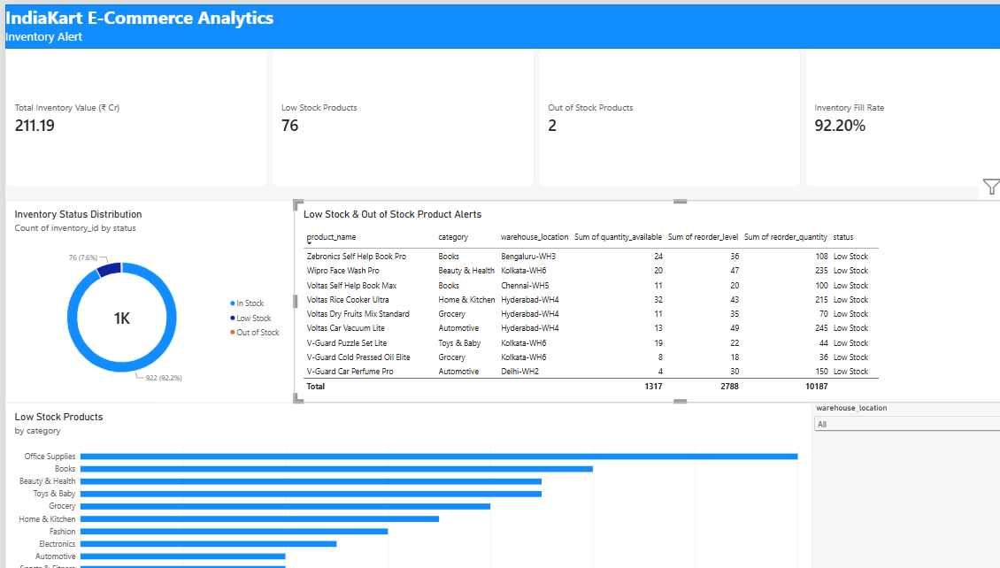 IndiaKart E-Commerce Analytics
Inventory Alert
Total Inventory Value (₹ Cr)
211.19
Low Stock Products
76
Out of Stock Products
2
Inventory Fill Rate
92.20%
Inventory Status Distribution
Count of inventory_id by status
76 (7.6%)
1K
922 (92.2%)
In Stock
Low Stock
Out of Stock
Low Stock & Out of Stock Product Alerts
product_name category warehouse_location Sum of quantity_available Sum of reorder_level Sum of reorder_quantity status
Zebronics Self Help Book Pro Books Bengaluru-WH3 24 36 108 Low Stock
Wipro Face Wash Pro Beauty & Health Kolkata-WH6 20 47 235 Low Stock
Voltas Self Help Book Max Books Chennai-WH5 11 20 100 Low Stock
Voltas Rice Cooker Ultra Home & Kitchen Hyderabad-WH4 32 43 215 Low Stock
Voltas Dry Fruits Mix Standard Grocery Hyderabad-WH4 11 35 70 Low Stock
Voltas Car Vacuum Lite Automotive Hyderabad-WH4 13 49 245 Low Stock
V-Guard Puzzle Set Lite Toys & Baby Kolkata-WH6 19 22 44 Low Stock
V-Guard Cold Pressed Oil Elite Grocery Kolkata-WH6 8 18 36 Low Stock
V-Guard Car Perfume Pro Automotive Delhi-WH2 4 30 150 Low Stock
Total 1317 2788 10187
Low Stock Products
by category
Office Supplies
Books
Beauty & Health
Toys & Baby
Grocery
Home & Kitchen
Fashion
Electronics
Automotive
Sports & Fitness
warehouse_location
All